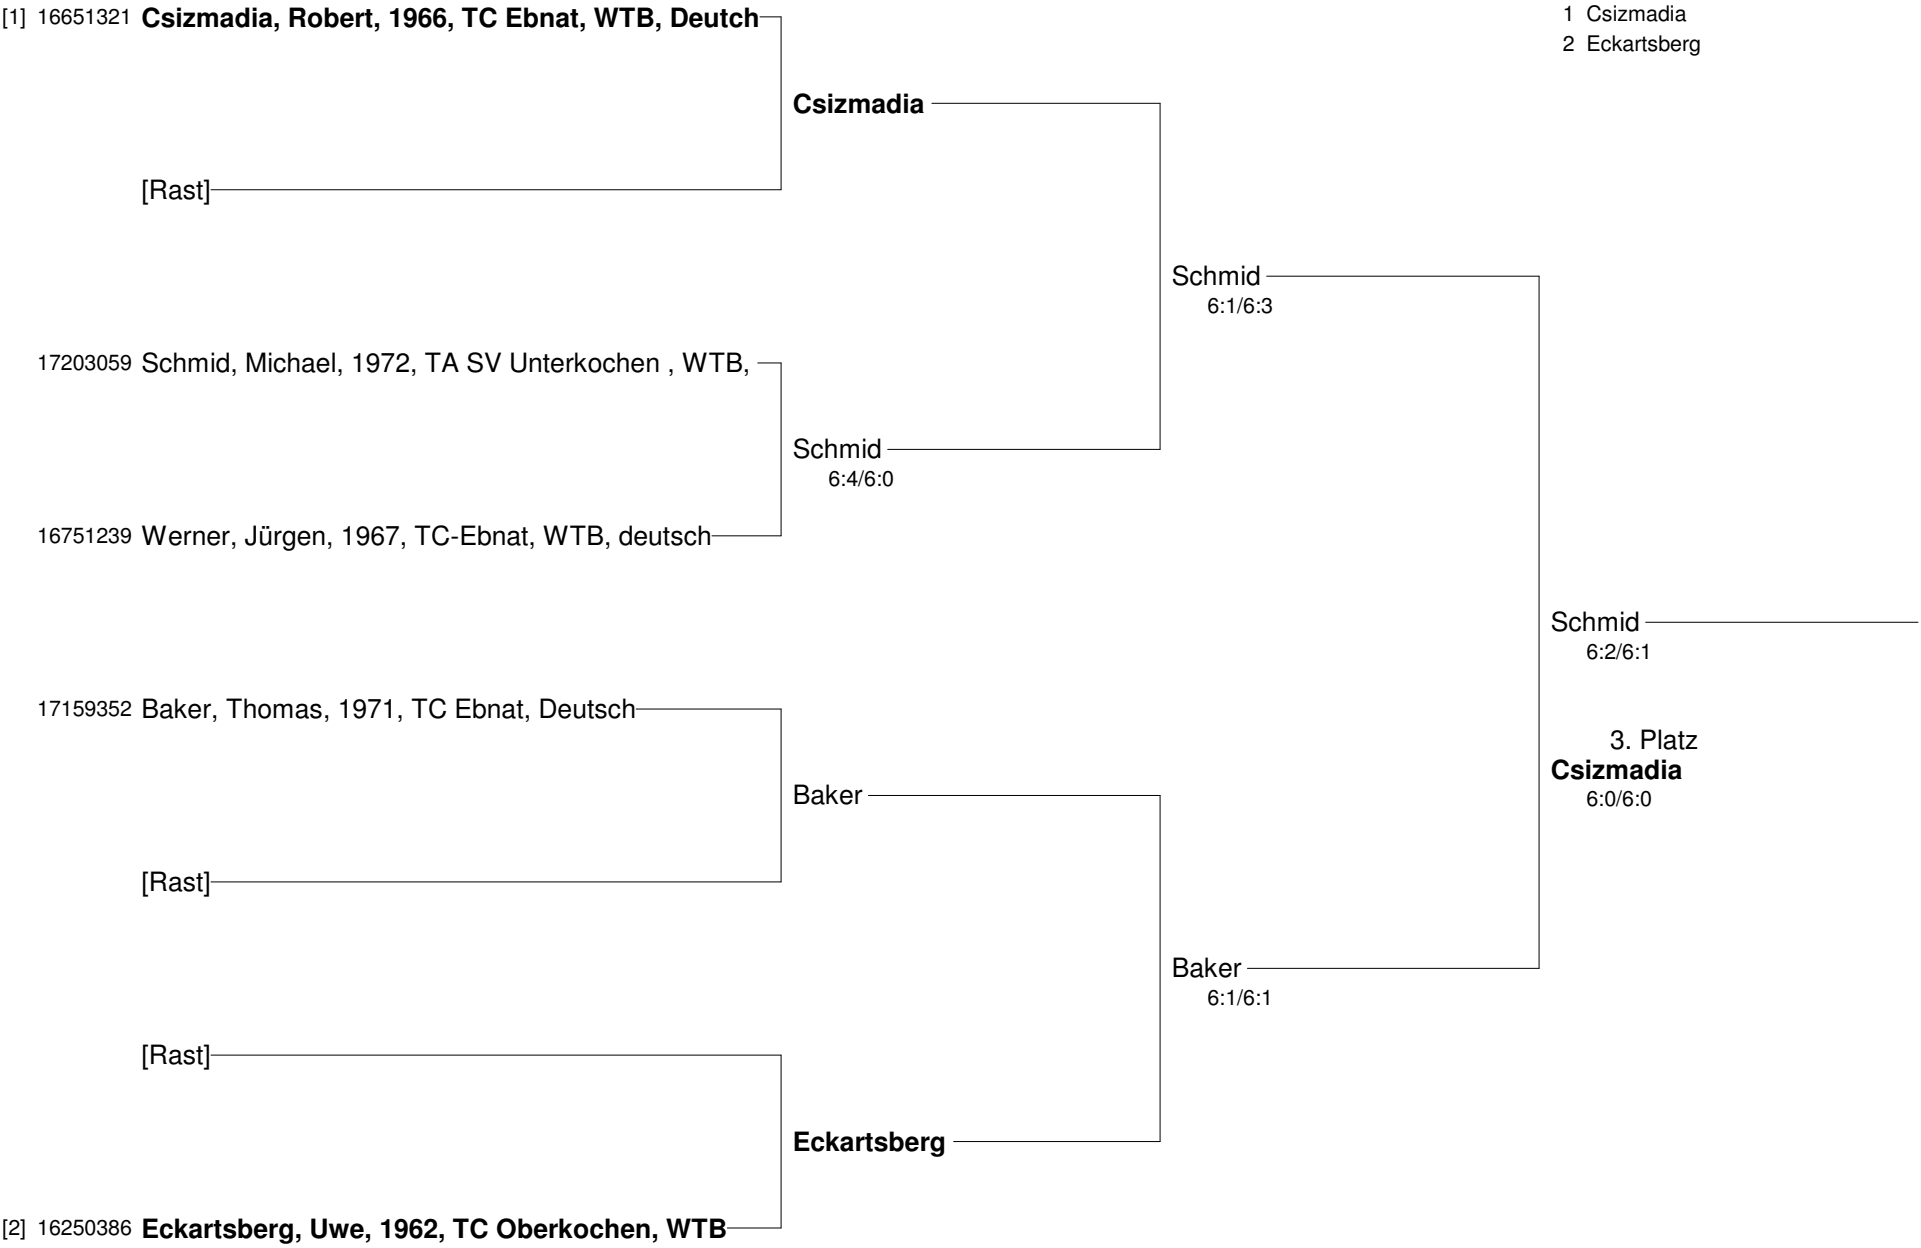 [1] 16651321 Csizmadia, Robert, 1966, TC Ebnat, WTB, Deutch
1 Csizmadia
2 Eckartsberg
Csizmadia
[Rast]
Schmid
6:1/6:3
17203059 Schmid, Michael, 1972, TA SV Unterkochen , WTB,
Schmid
6:4/6:0
16751239 Werner, Jürgen, 1967, TC-Ebnat, WTB, deutsch
Schmid
6:2/6:1
17159352 Baker, Thomas, 1971, TC Ebnat, Deutsch
3. Platz
Csizmadia
6:0/6:0
Baker
[Rast]
Baker
6:1/6:1
[Rast]
Eckartsberg
[2] 16250386 Eckartsberg, Uwe, 1962, TC Oberkochen, WTB